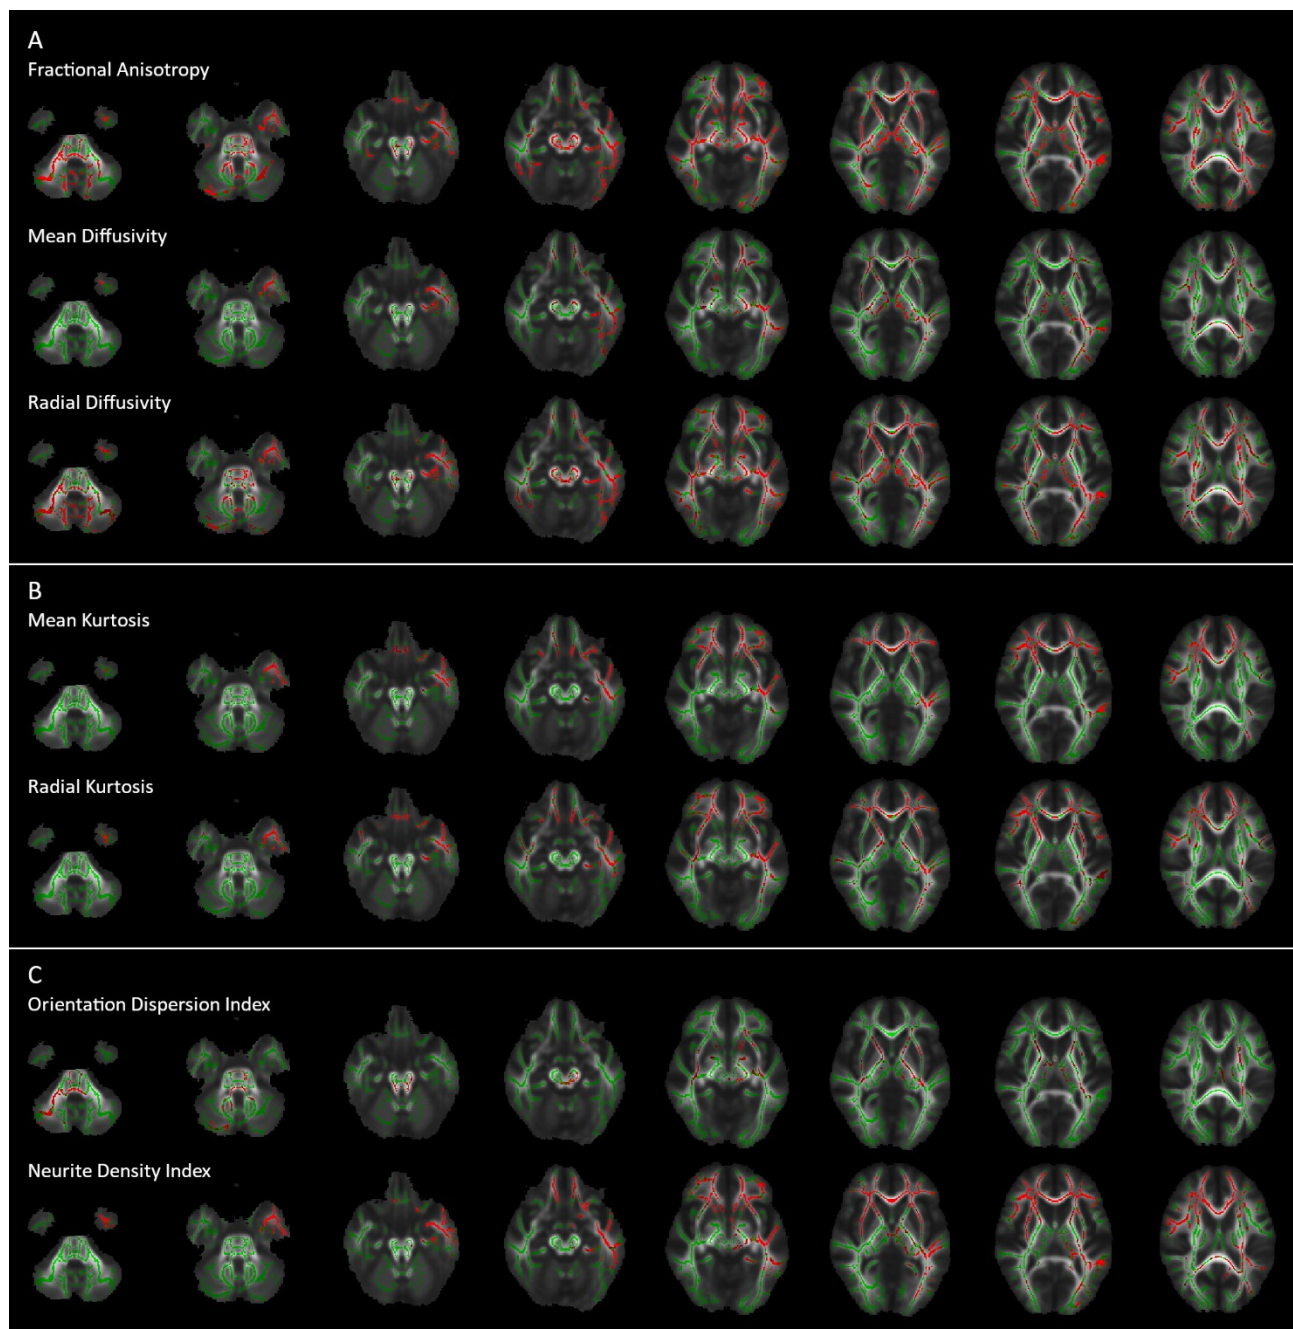 A
Fractional Anisotropy
Mean Diffusivity
Radial Diffusivity
B
Mean Kurtosis
Radial Kurtosis
C
Orientation Dispersion Index
Neurite Density Index